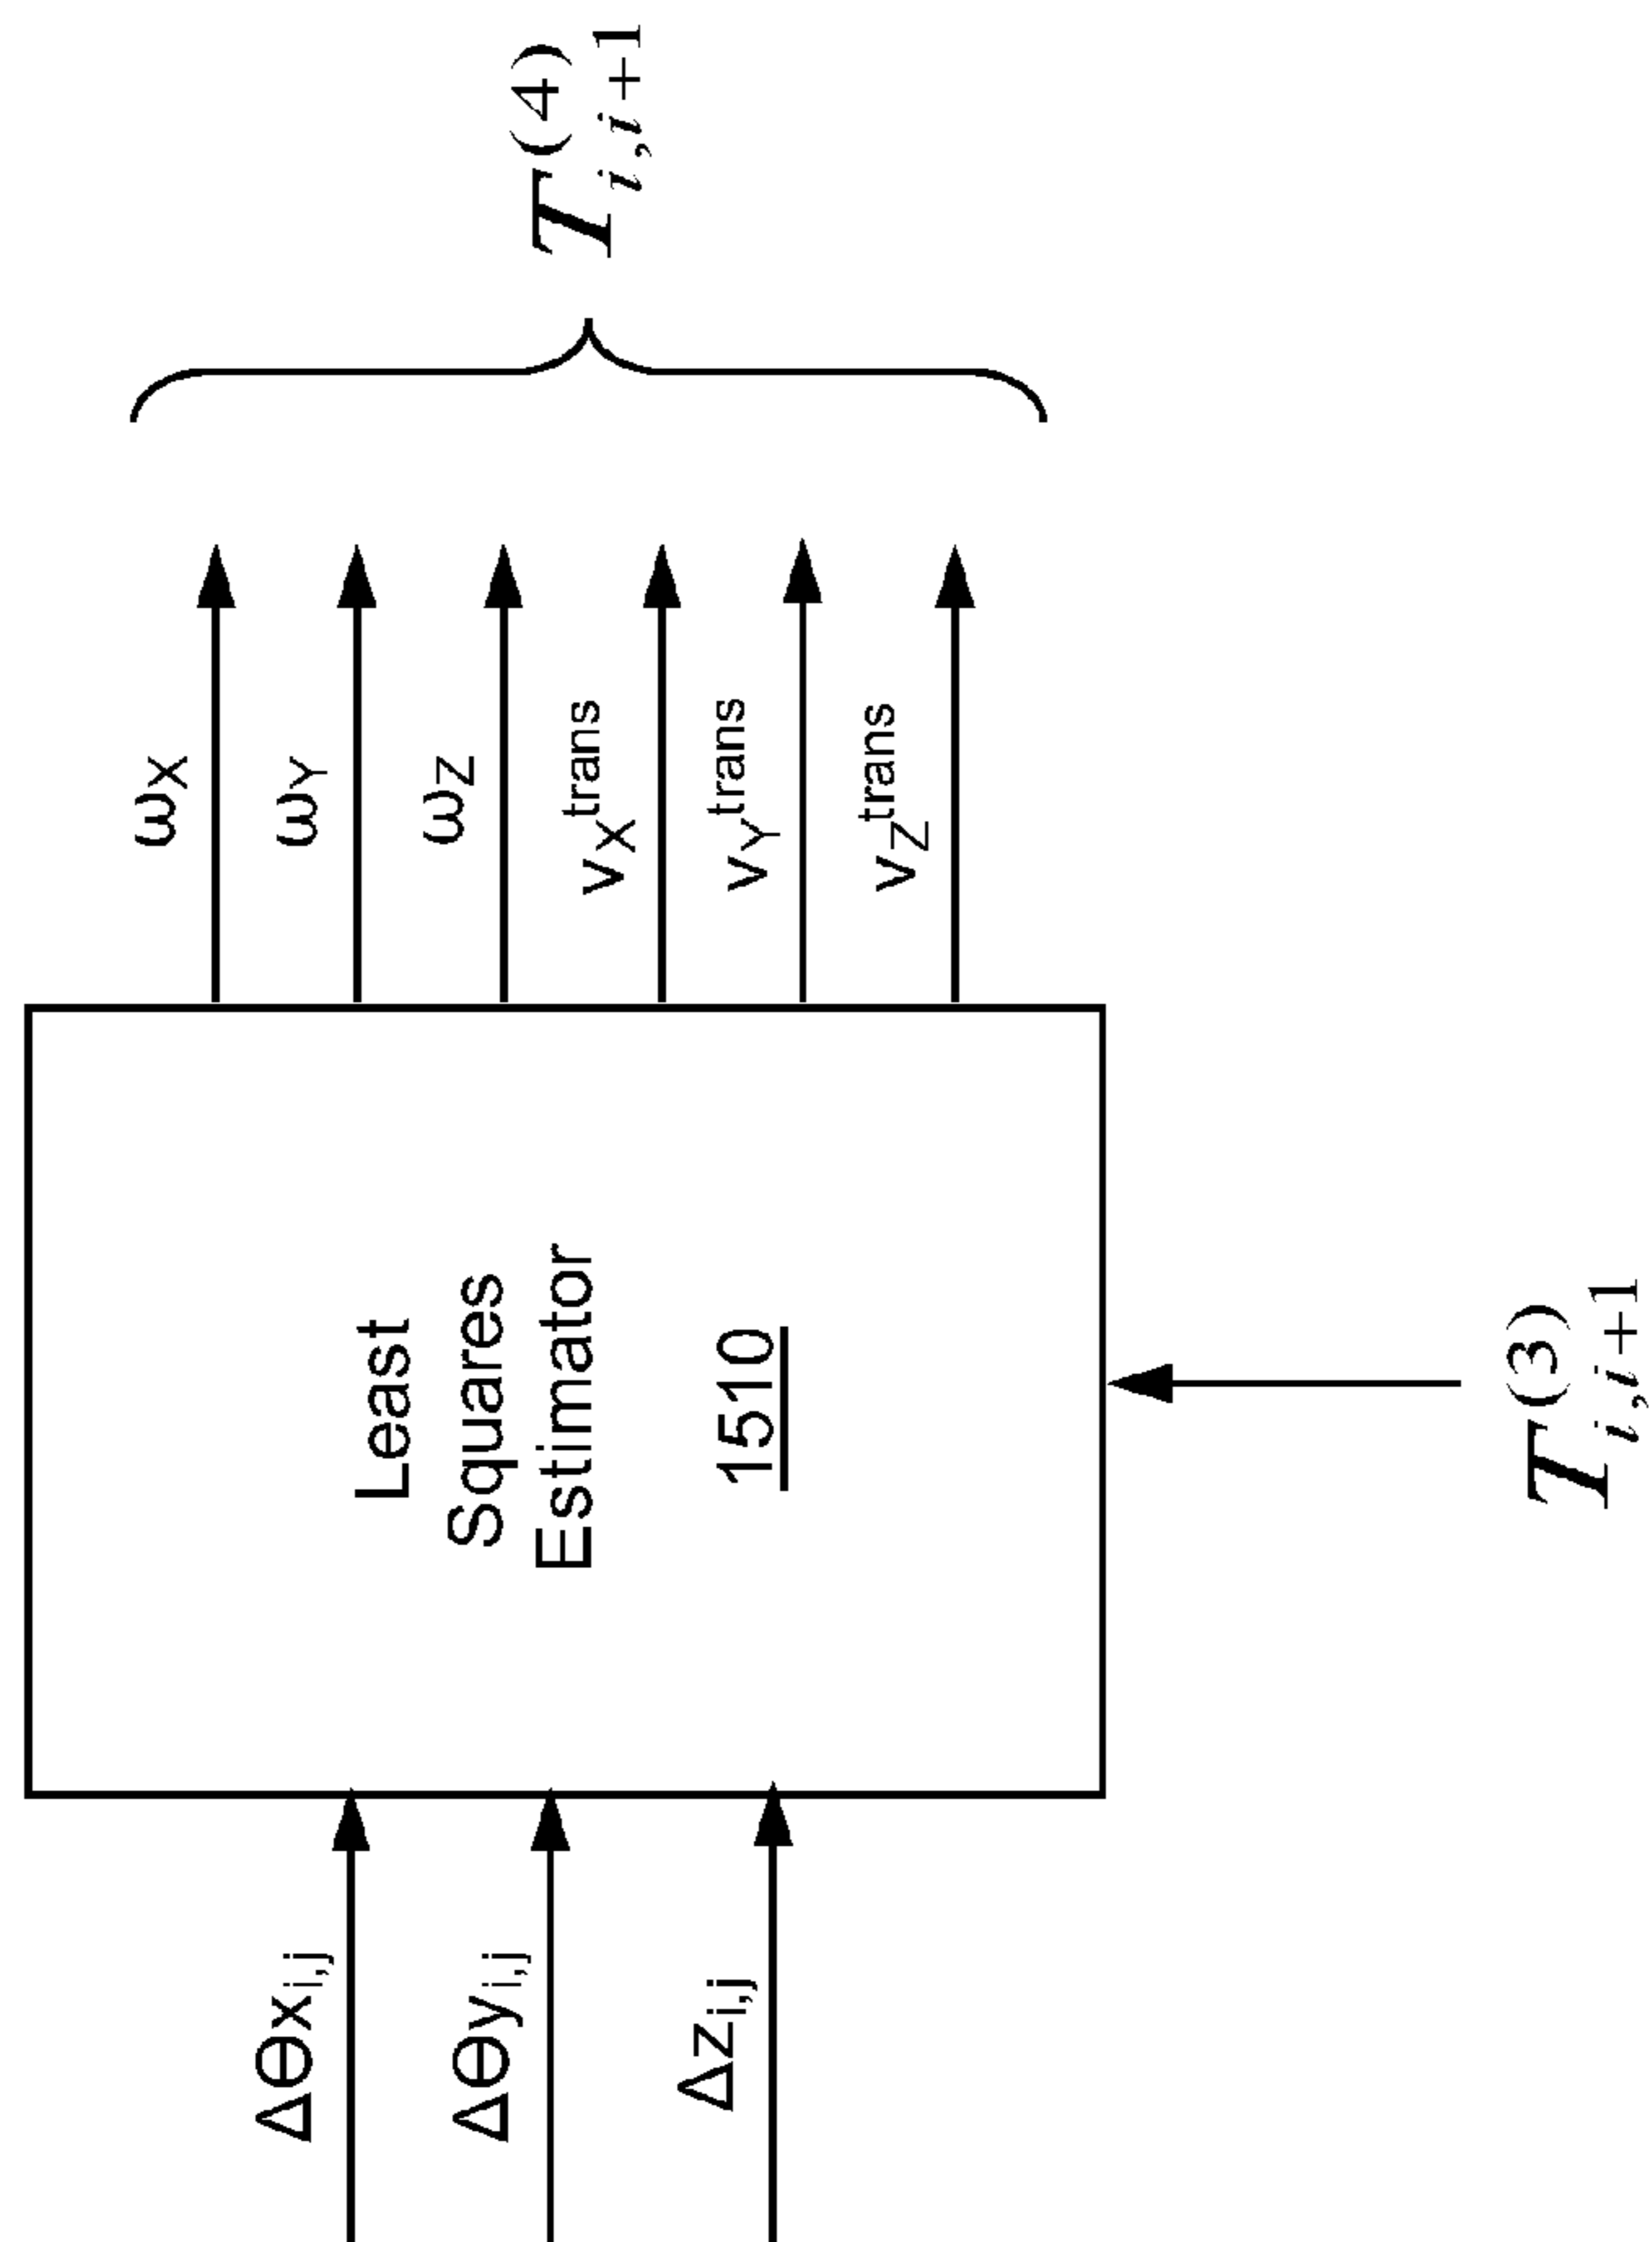 Δθx_{i,j}
Δθy_{i,j}
Δz_{i,j}
Least
Squares
Estimator
1510
ω_X
ω_Y
ω_Z
v_X^{trans}
v_Y^{trans}
v_Z^{trans}
T_{i,i+1}^{(4)}
T_{i,i+1}^{(3)}